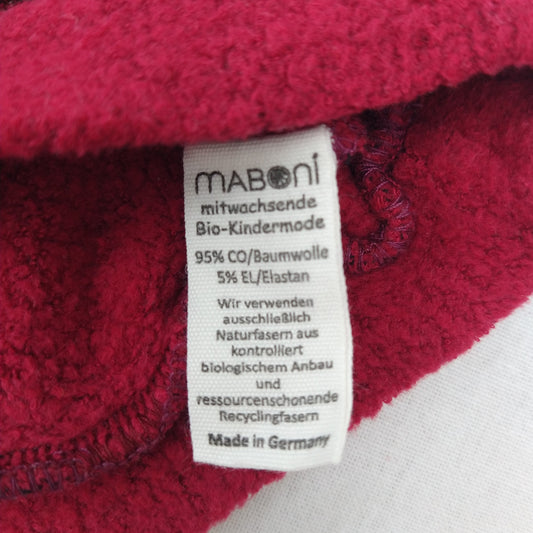 maBoni
mitwachsende
Bio-Kindermode
95% CO/Baumwolle
5% EL/Elastan
Wir verwenden
ausschließlich
Naturfasern aus
kontrolliert
biologischem Anbau
und
ressourcenschonende
Recyclingfasern
Made in Germany